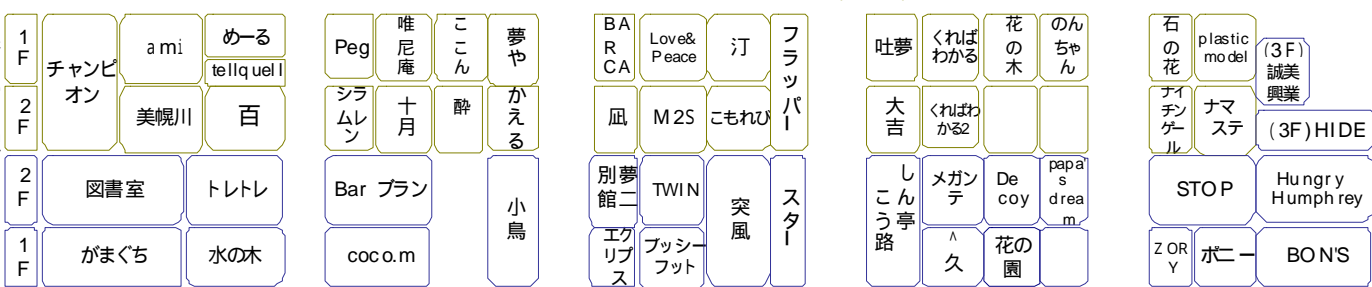 1F
チャンピオン
ami
めーる
tellquell
2F
美幌川
百
2F
図書室
トレトレ
1F
がまぐち
水の木
Peg
唯尼庵
ここん
夢や
シラムレン
十月
酔
かえる
Bar ブラン
小鳥
coco.m
BARCA
Love&
Peace
汀
フラッパー
凪
M2S
こもれび
別館
夢二
TWIN
突風
スター
エクリプス
プッシー
フット
吐夢
くれば
わかる
花の木
のんちゃん
大吉
くればわ
かる2
しん亭
こう路
メガン
テ
De
coy
papa'
s
drea
m
^
久
花の
園
石の花
plastic
model
(3F)
誠美
興業
ナイチンゲール
ナマ
ステ
(3F)HIDE
STOP
Hungry
Humphrey
ZOR
Y
ポニー
BON'S